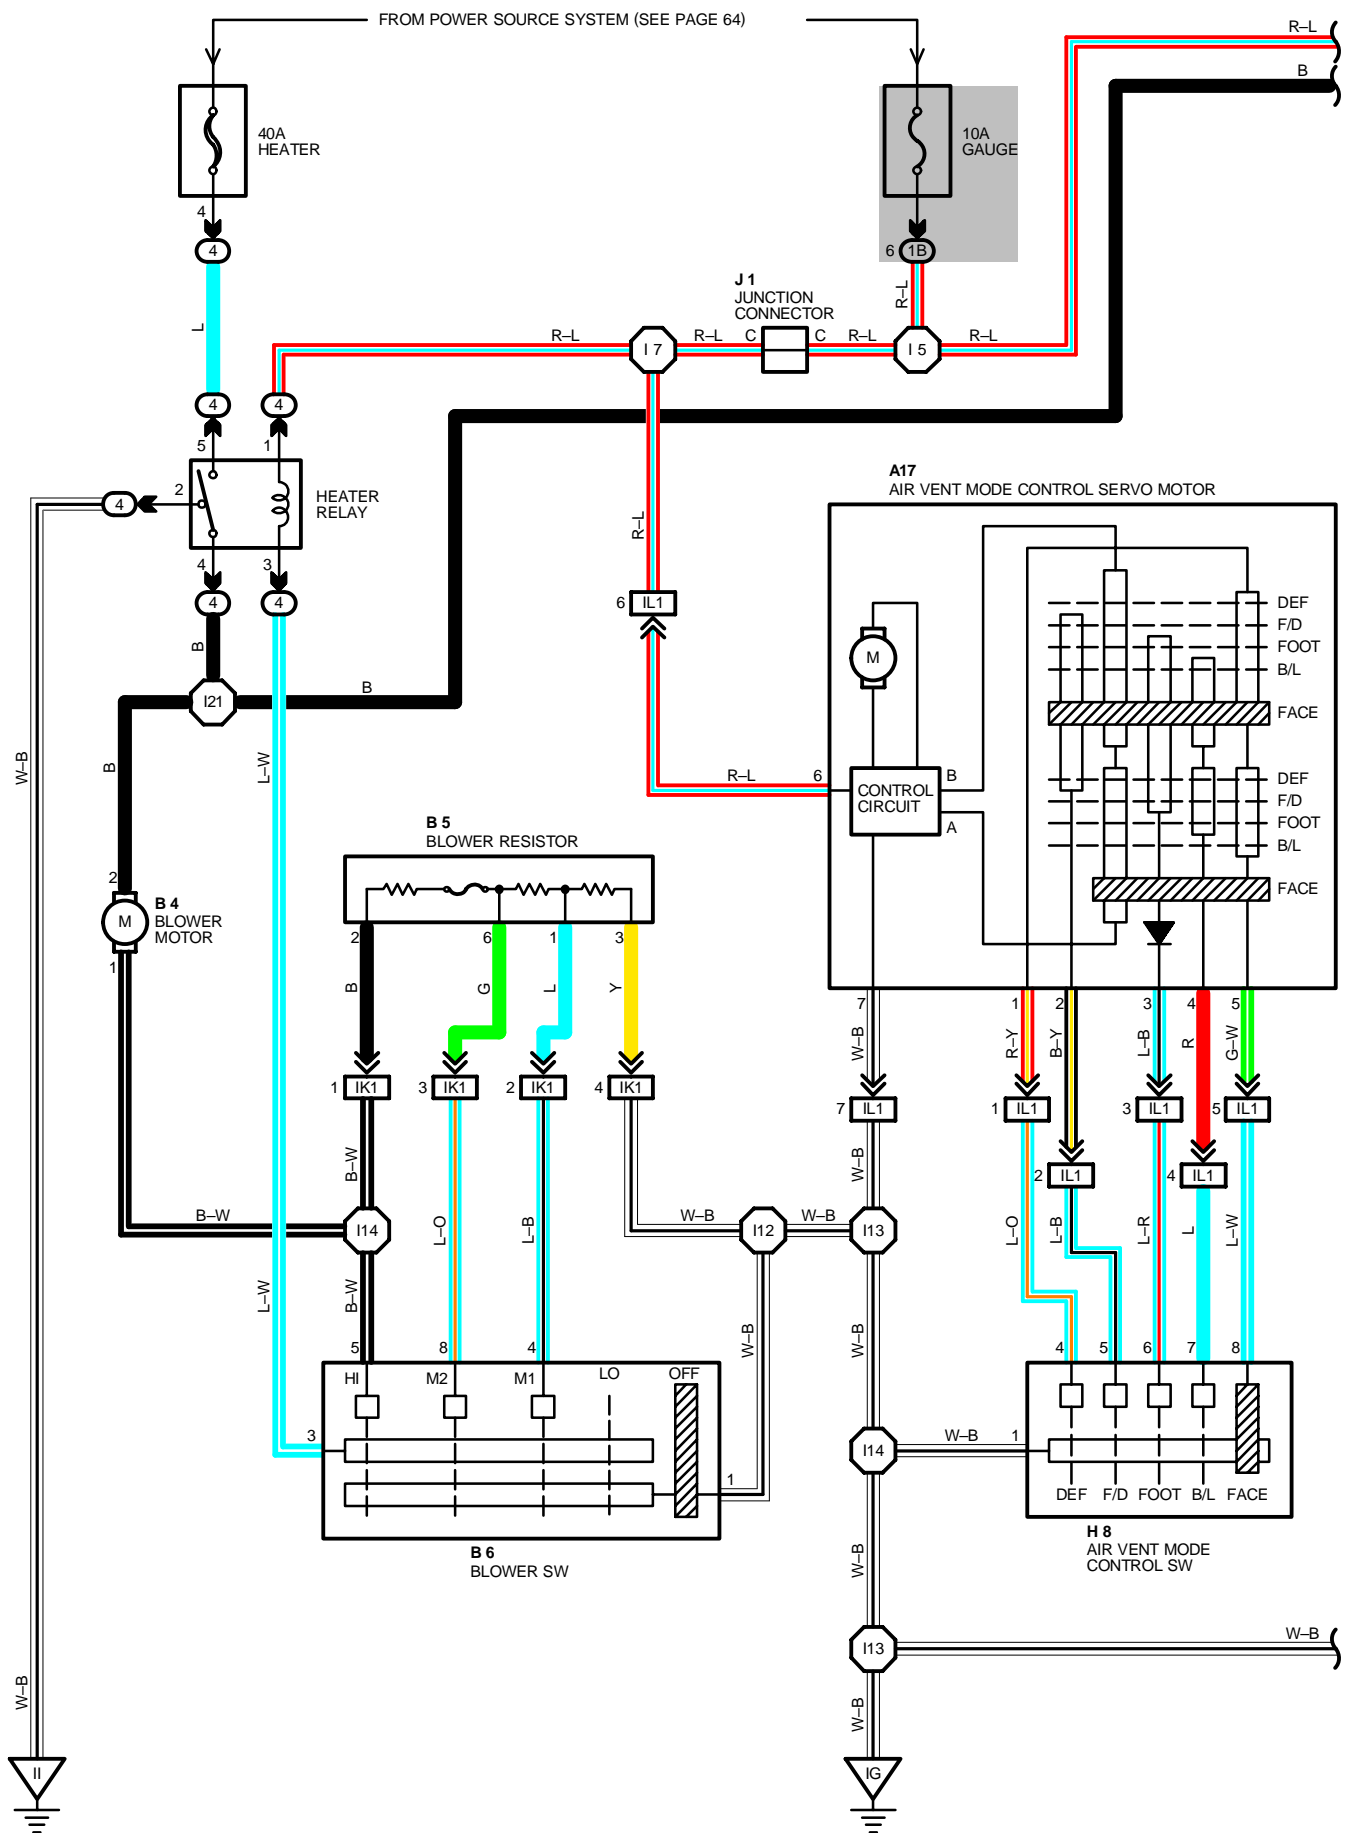 FROM POWER SOURCE SYSTEM (SEE PAGE 64)
R–L
B
40A
HEATER
10A
GAUGE
4
4
6
1B
L
R–L
J 1
JUNCTION
CONNECTOR
R–L
I 7
R–L
C
C
R–L
I 5
R–L
4
4
5
1
2
4
HEATER
RELAY
4
3
4
4
B
R–L
6
IL1
A17
AIR VENT MODE CONTROL SERVO MOTOR
M
DEF
F/D
FOOT
B/L
FACE
DEF
F/D
FOOT
B/L
FACE
I21
B
W–B
B
L–W
R–L
6
CONTROL
CIRCUIT
B
A
B 5
BLOWER RESISTOR
2
M
B 4
BLOWER
MOTOR
1
2
6
1
3
B
G
L
Y
7
1
2
3
4
5
W–B
R–Y
B–Y
L–B
R
G–W
1
IK1
3
IK1
2
IK1
4
IK1
7
IL1
1
IL1
3
IL1
5
IL1
2
IL1
4
IL1
B–W
W–B
B–W
I14
L–O
L–B
W–B
I12
W–B
I13
L–O
L–B
L–R
L
L–W
L–W
B–W
W–B
W–B
5
8
4
4
5
6
7
8
HI
M2
M1
LO
OFF
3
1
I14
W–B
1
DEF
F/D
FOOT
B/L
FACE
B 6
BLOWER SW
H 8
AIR VENT MODE
CONTROL SW
W–B
I13
W–B
W–B
W–B
II
IG